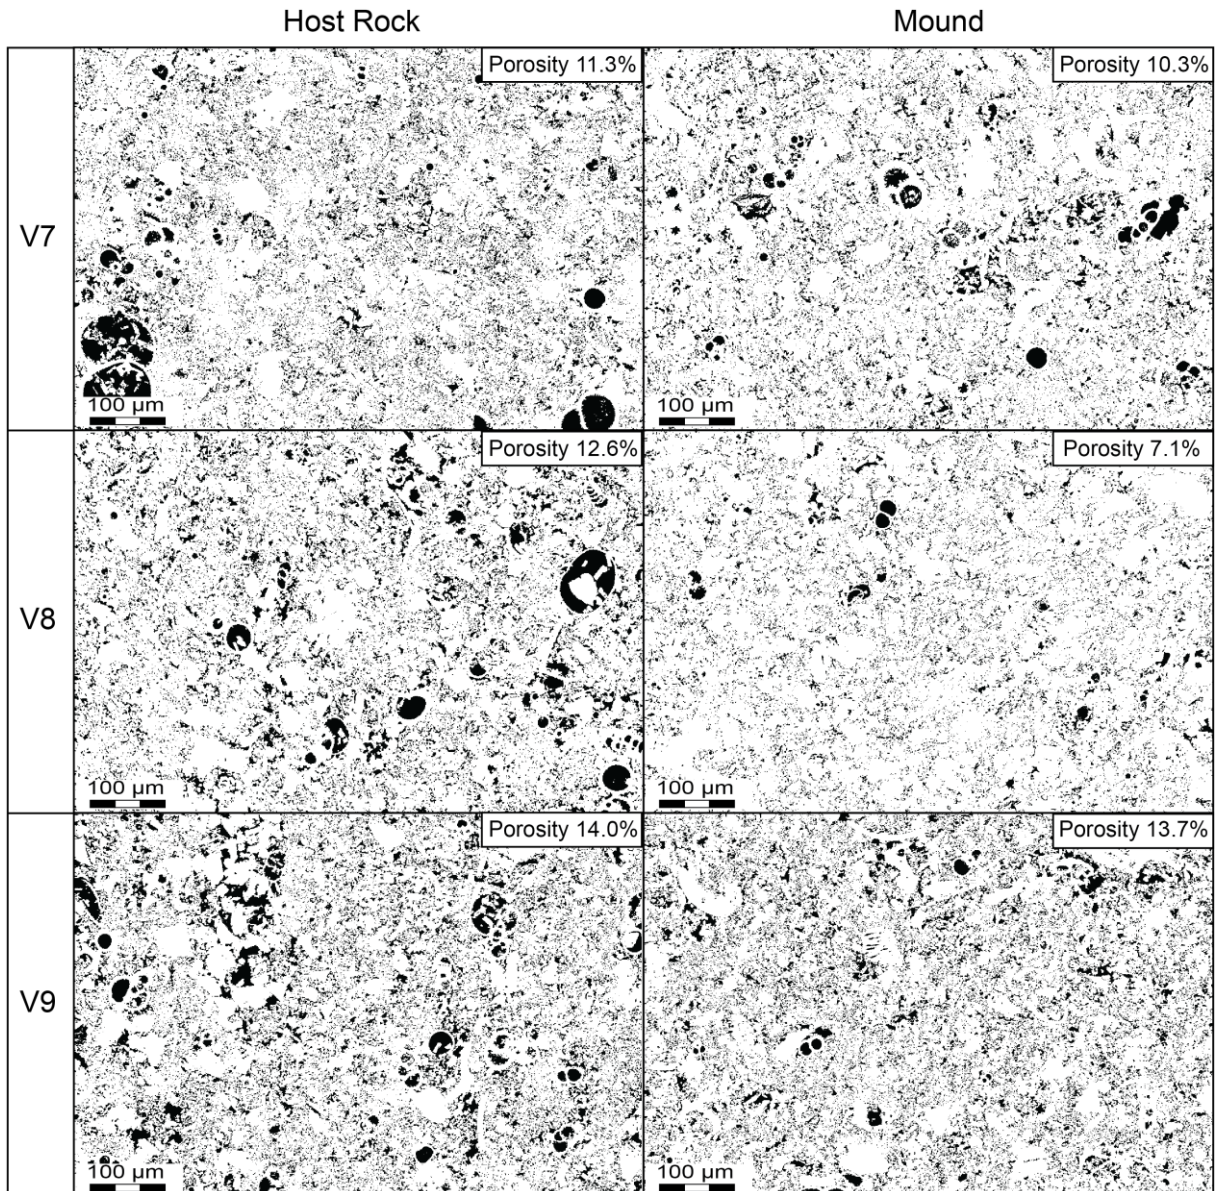 Host Rock
Mound
V7
Porosity 11.3%
100 µm
Porosity 10.3%
100 µm
V8
Porosity 12.6%
100 µm
Porosity 7.1%
100 µm
V9
Porosity 14.0%
100 µm
Porosity 13.7%
100 µm